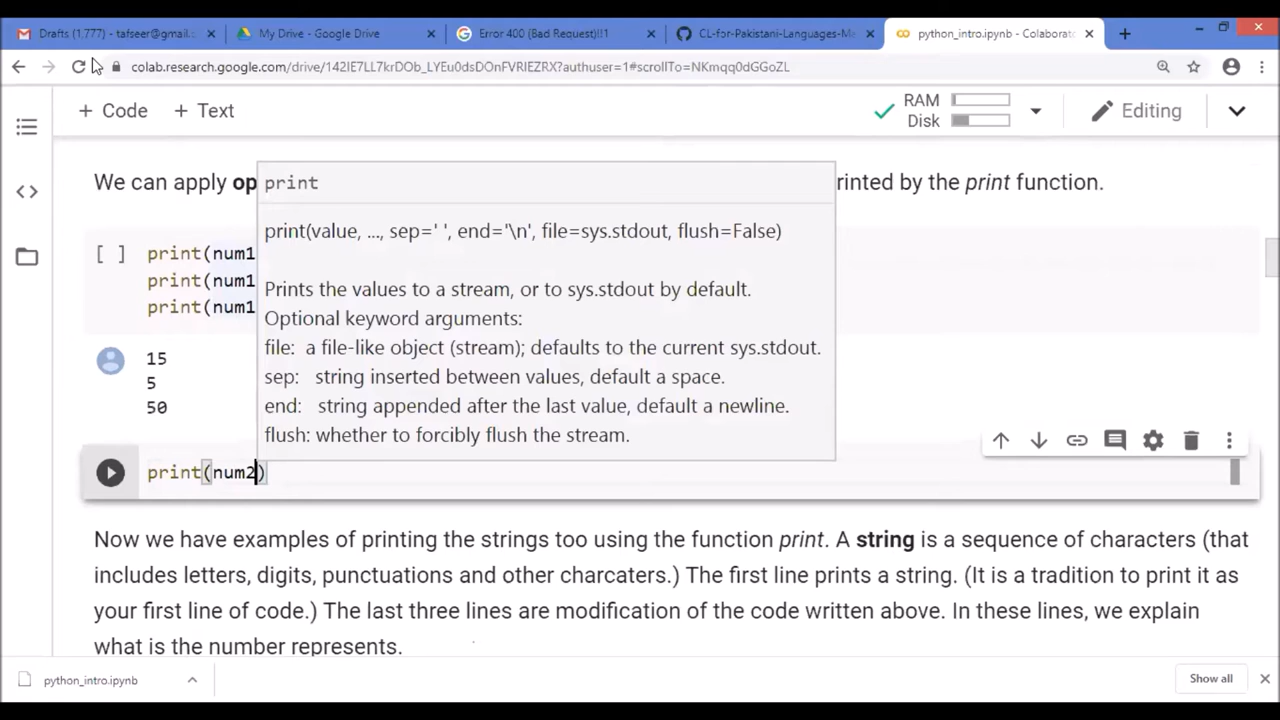 Drafts (1,777) - tafseer@gmail.
My Drive - Google Drive
Error 400 (Bad Request)!!1
CL-for-Pakistani-Languages-Ma
python_intro.ipynb - Colaborato
colab.research.google.com/drive/142IE7LL7krDOb_LYEu0dsDOnFVRIEZRX?authuser=1#scrollTo=NKmqq0dGGoZL
+ Code + Text
RAM
Disk
Editing
We can apply op rinted by the print function.
print
print(value, ..., sep=' ', end='\n', file=sys.stdout, flush=False)
Prints the values to a stream, or to sys.stdout by default.
Optional keyword arguments:
file: a file-like object (stream); defaults to the current sys.stdout.
sep: string inserted between values, default a space.
end: string appended after the last value, default a newline.
flush: whether to forcibly flush the stream.
[ ] print(num1
print(num1
print(num1
15
5
50
print(num2)
Now we have examples of printing the strings too using the function print. A string is a sequence of characters (that
includes letters, digits, punctuations and other charcaters.) The first line prints a string. (It is a tradition to print it as
your first line of code.) The last three lines are modification of the code written above. In these lines, we explain
what is the number represents.
python_intro.ipynb
Show all